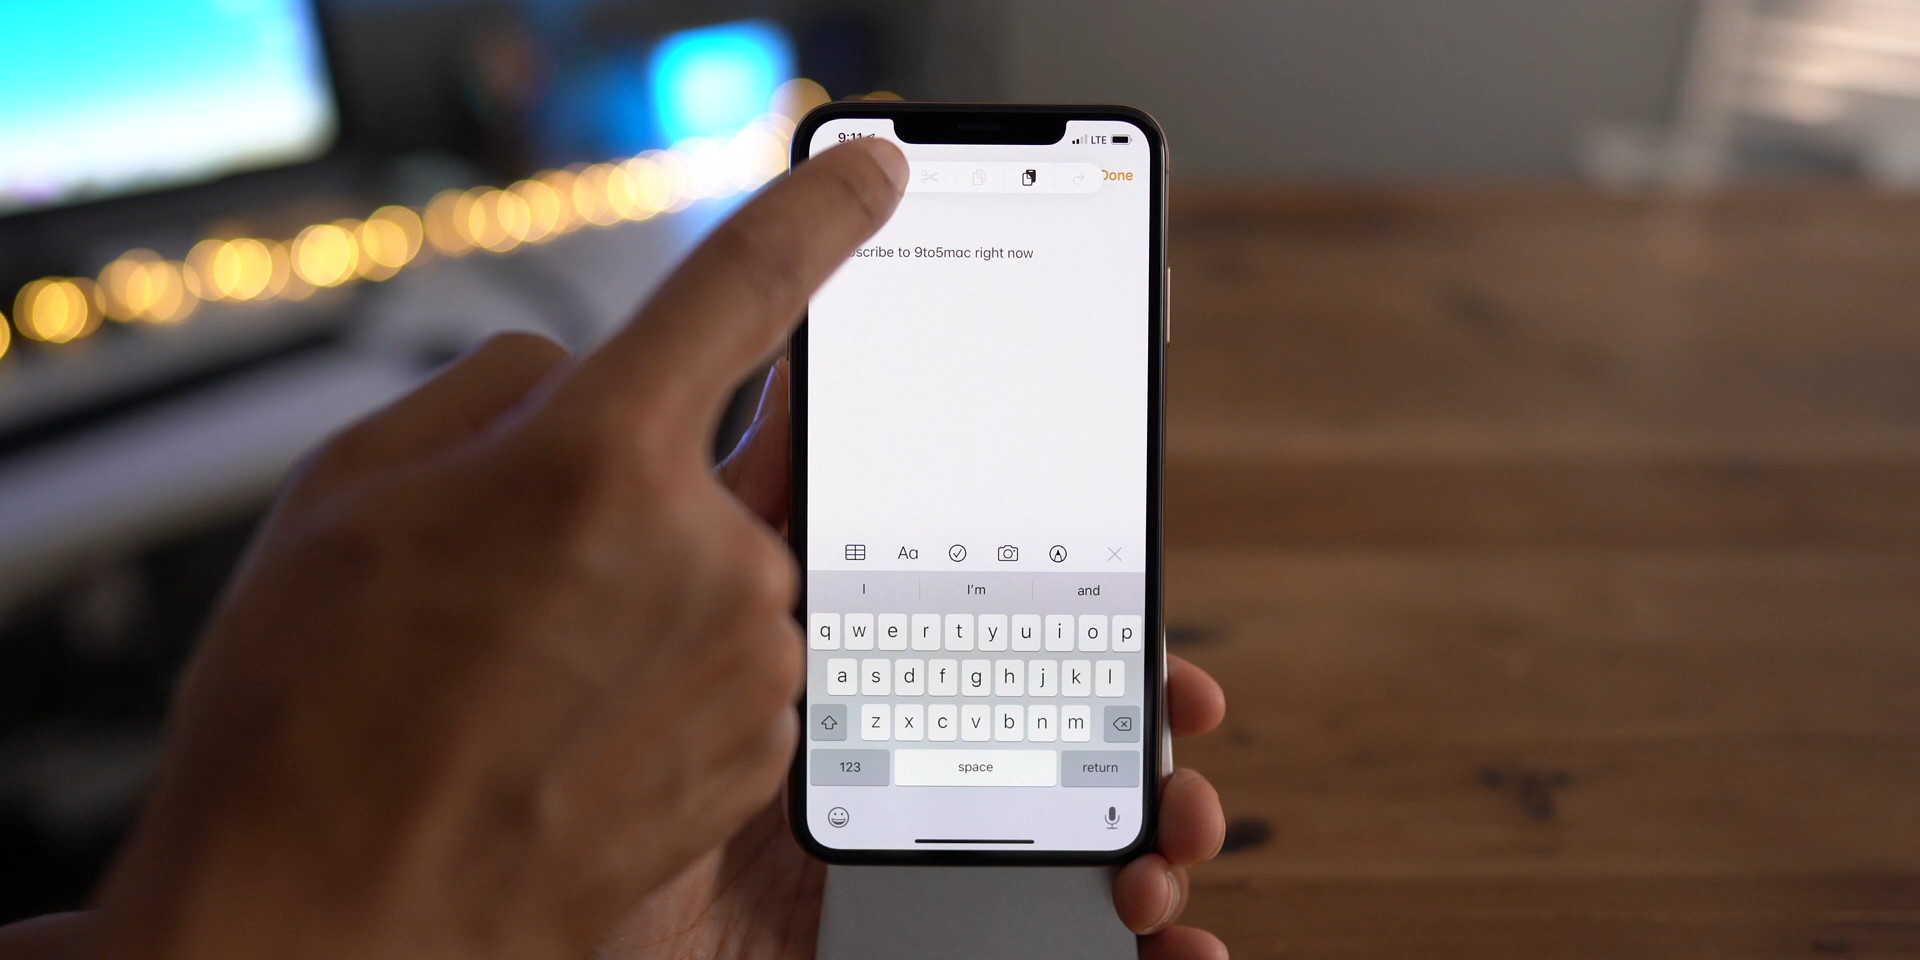 9:11
LTE
Done
scribe to 9to5mac right now
Aa
I
I'm
and
q w e r t y u i o p
a s d f g h j k l
z x c v b n m
123
space
return